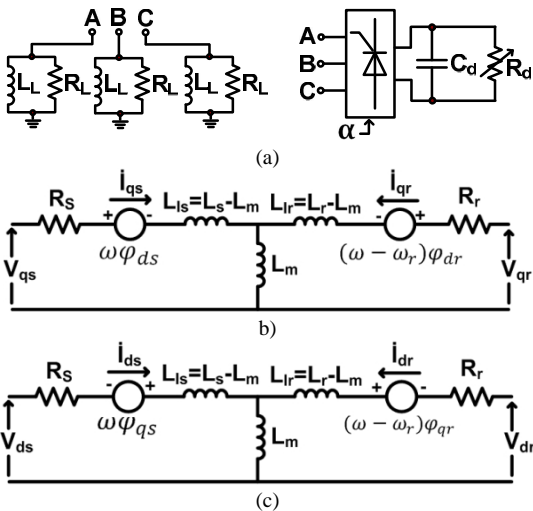 A B C
L_L R_L L_L R_L L_L R_L
A
B
C
α
C_d R_d
(a)
i_qs i_qr
R_S L_ls=L_s-L_m L_lr=L_r-L_m R_r
+ - - +
V_qs ωφ_ds L_m (ω − ω_r)φ_dr V_qr
b)
i_ds i_dr
R_S L_ls=L_s-L_m L_lr=L_r-L_m R_r
- + + -
V_ds ωφ_qs L_m (ω − ω_r)φ_qr V_dr
(c)